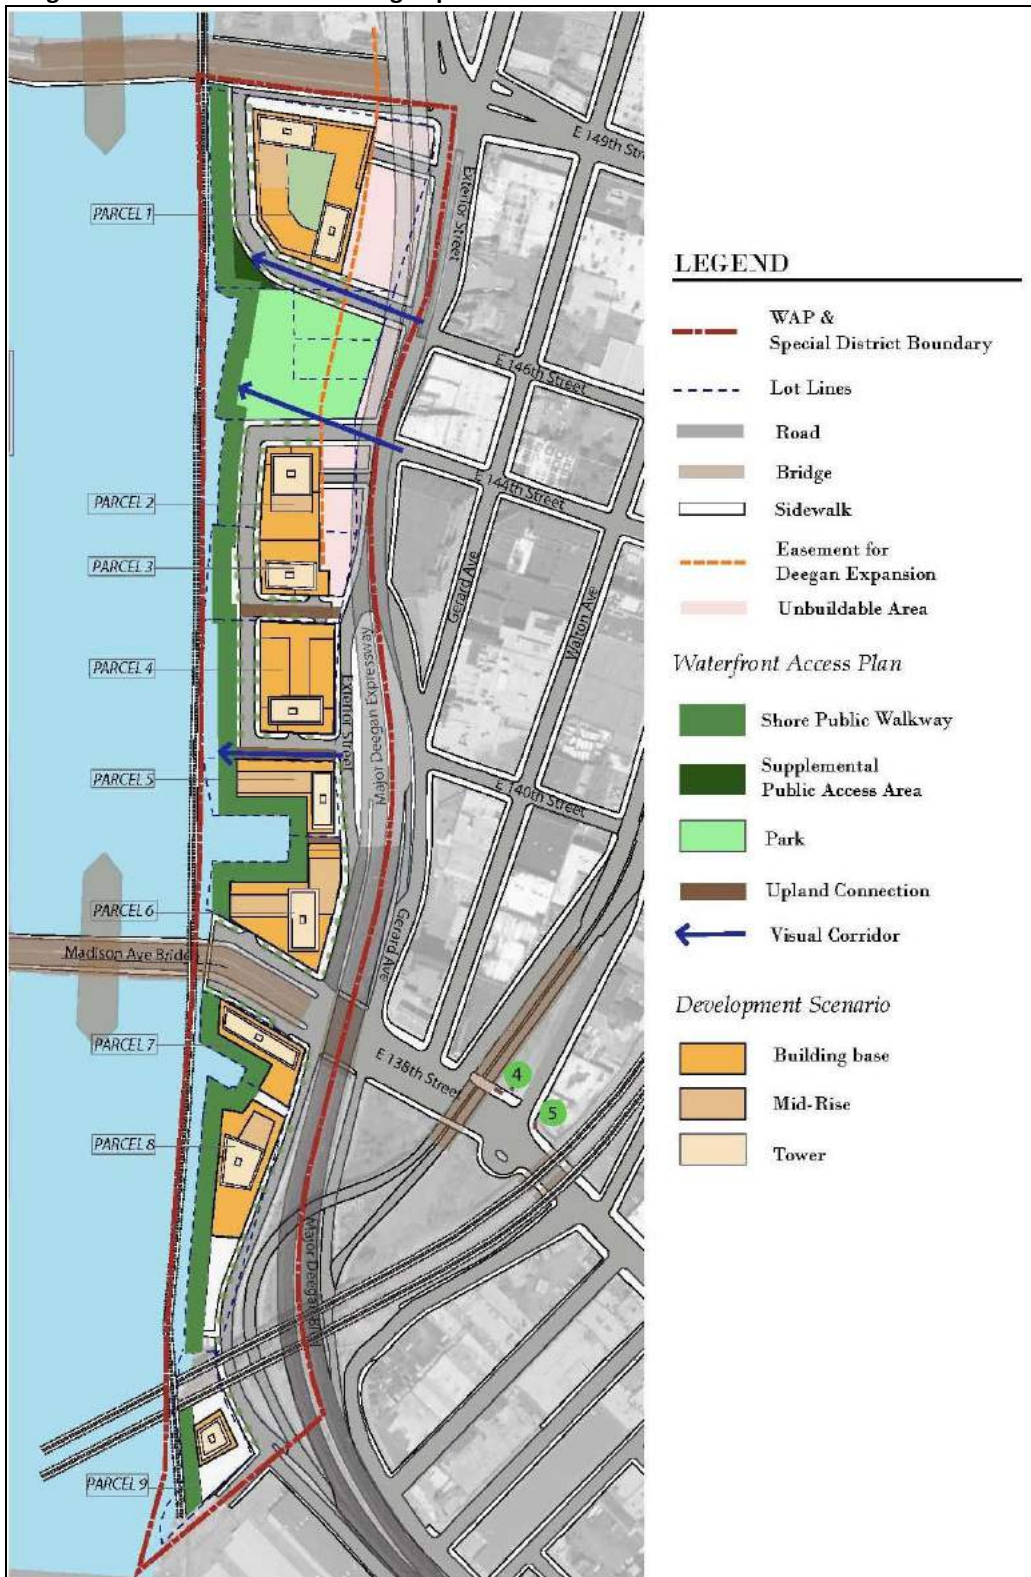 E 149th Str
Exterior Street
PARCEL 1
E 146th Street
E 144th Street
PARCEL 2
Gerard Ave
PARCEL 3
Walton Ave
PARCEL 4
Exterior Street
Major Deegan Expressway
PARCEL 5
E 140th Street
PARCEL 6
Gerard Ave
Madison Ave Bridge
PARCEL 7
E 138th Street
4
5
PARCEL 8
Major Deegan Blvd
PARCEL 9
LEGEND
WAP &
Special District Boundary
Lot Lines
Road
Bridge
Sidewalk
Easement for
Deegan Expansion
Unbuildable Area
Waterfront Access Plan
Shore Public Walkway
Supplemental
Public Access Area
Park
Upland Connection
Visual Corridor
Development Scenario
Building base
Mid-Rise
Tower